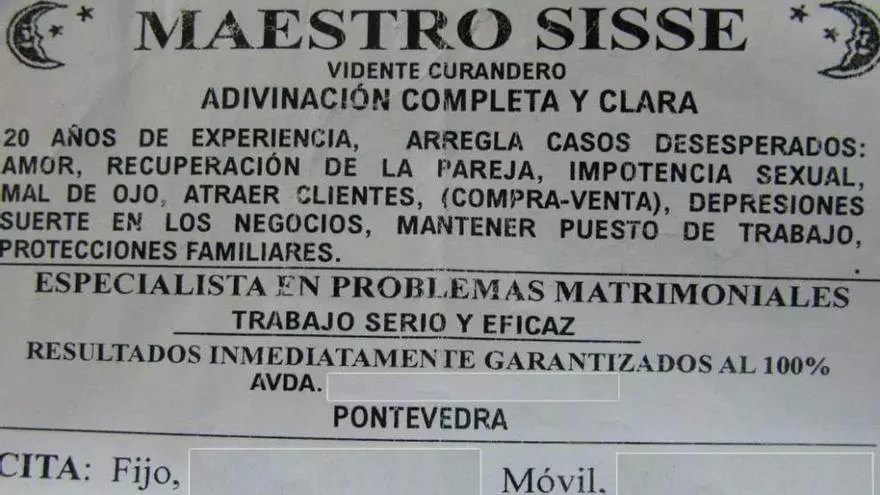 MAESTRO SISSE
VIDENTE CURANDERO
ADIVINACIÓN COMPLETA Y CLARA
20 AÑOS DE EXPERIENCIA, ARREGLA CASOS DESESPERADOS:
AMOR, RECUPERACIÓN DE LA PAREJA, IMPOTENCIA SEXUAL,
MAL DE OJO, ATRAER CLIENTES, (COMPRA-VENTA), DEPRESIONES
SUERTE EN LOS NEGOCIOS, MANTENER PUESTO DE TRABAJO,
PROTECCIONES FAMILIARES.
ESPECIALISTA EN PROBLEMAS MATRIMONIALES
TRABAJO SERIO Y EFICAZ
RESULTADOS INMEDIATAMENTE GARANTIZADOS AL 100%
AVDA.
PONTEVEDRA
CITA: Fijo, Móvil.